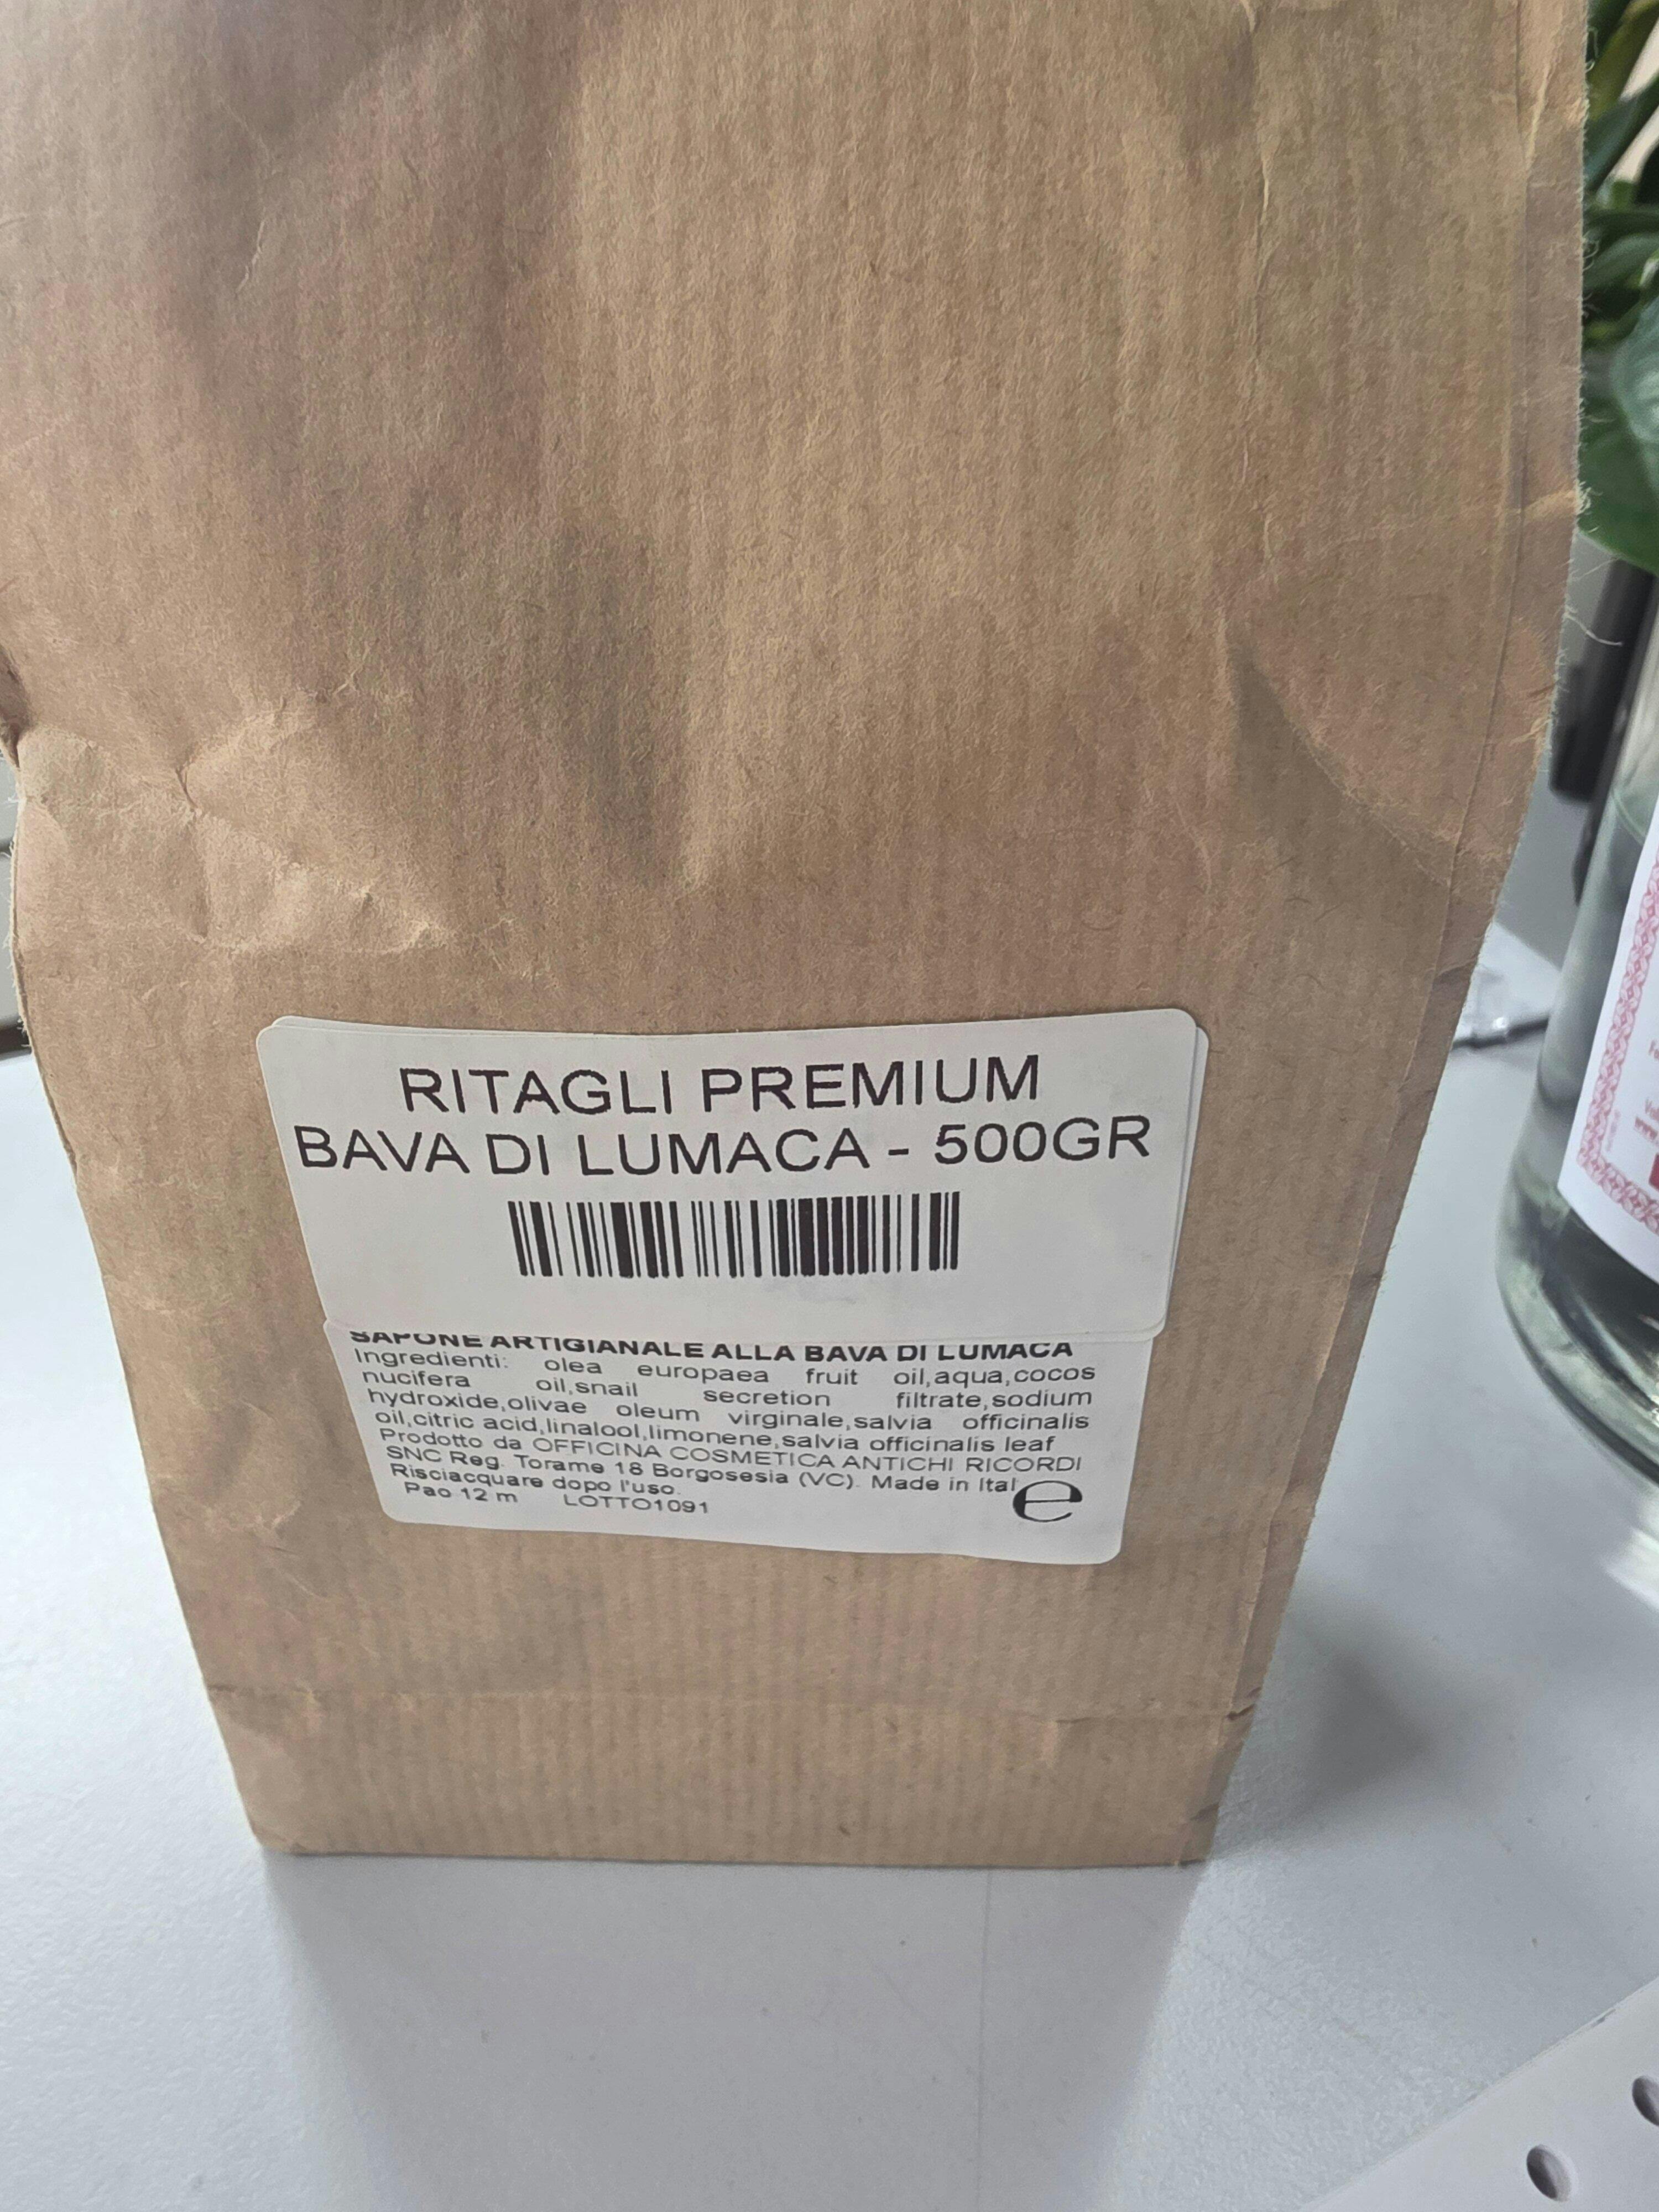 RITAGLI PREMIUM
BAVA DI LUMACA - 500GR
SAPONE ARTIGIANALE ALLA BAVA DI LUMACA
Ingredienti: olea europaea fruit oil,aqua,cocos
nucifera oil,snail secretion filtrate,sodium
hydroxide,olivae oleum virginale,salvia officinalis
oil,citric acid,linalool,limonene,salvia officinalis leaf
Prodotto da OFFICINA COSMETICA ANTICHI RICORDI
SNC Reg. Torame 18 Borgosesia (VC). Made in Ital
Risciacquare dopo l'uso.
Pao 12 m LOTTO1091
e